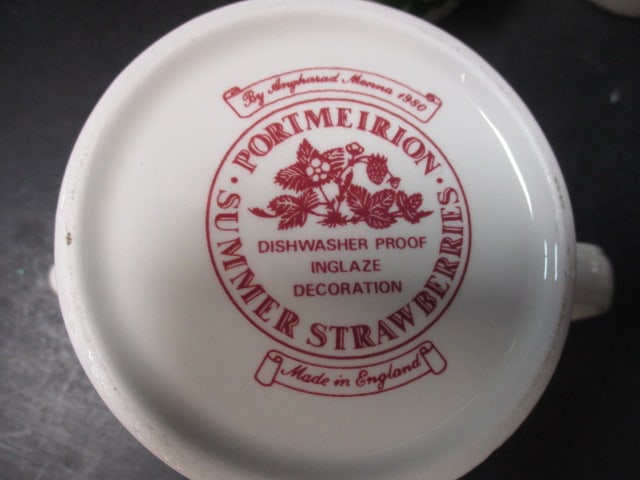 By Angharad Menna 1980
· PORTMEIRION ·
SUMMER STRAWBERRIES
DISHWASHER PROOF
INGLAZE
DECORATION
Made in England